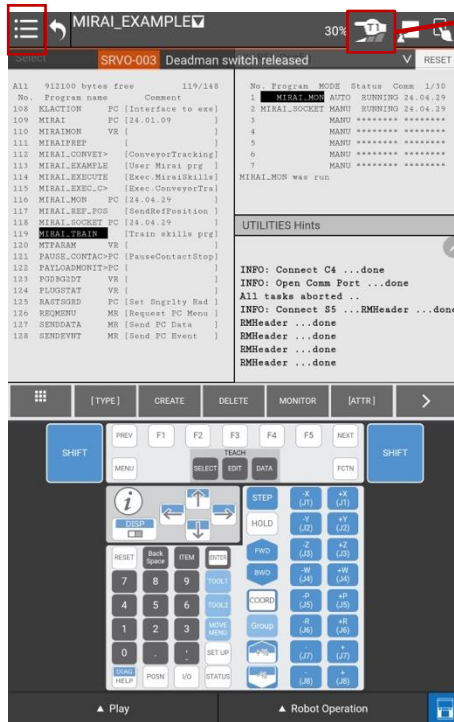 MIRAI_EXAMPLE
30%
T1
Select
SRVO-003 Deadman switch released
RESET
All 912100 bytes free 119/148
No. Program name Comment
108 KLACTION PC [Interface to exe]
109 MIRAI PC [24.01.09 ]
110 MIRAIMON VR [ ]
111 MIRAIPREP [ ]
112 MIRAI_CONVEY> [ConveyorTracking]
113 MIRAI_EXAMPLE [User Mirai prg ]
114 MIRAI_EXECUTE [Exec.MiraiSkills]
115 MIRAI_EXEC_C> [Exec.ConveyorTra]
116 MIRAI_MON PC [24.04.29 ]
117 MIRAI_REF_POS [SendRefPosition ]
118 MIRAI_SOCKET PC [24.04.29 ]
119 MIRAI_TRAIN [Train skills prg]
120 MTPARAM VR [ ]
121 PAUSE_CONTAC>PC [PauseContactStop]
122 PAYLOADMONIT>PC [ ]
123 PGDBG2DT VR [ ]
124 PLUGSTAT VR [ ]
125 RASTSGRD PC [Set Sngrlty Rad ]
126 REQMENU MR [Request PC Menu ]
127 SENDDATA MR [Send PC Data ]
128 SENDEVNT MR [Send PC Event ]
No. Program MODE Status Comm 1/30
1 MIRAI_MON AUTO RUNNING 24.04.29
2 MIRAI_SOCKET MANU RUNNING 24.04.29
3 MANU ******** ********
4 MANU ******** ********
5 MANU ******** ********
6 MANU ******** ********
7 MANU ******** ********
MIRAI_MON was run
UTILITIES Hints
INFO: Connect C4 ...done
INFO: Open Comm Port ...done
All tasks aborted ..
INFO: Connect S5 ...RMHeader ...done
RMHeader ...done
RMHeader ...done
RMHeader ...done
[TYPE] CREATE DELETE MONITOR [ATTR] >
SHIFT
PREV F1 F2 F3 F4 F5 NEXT
TEACH
MENU SELECT EDIT DATA FCTN
SHIFT
i
DISP
STEP -X (J1) +X (J1)
HOLD -Y (J2) +Y (J2)
RESET Back Space ITEM ENTER FWD -Z (J3) +Z (J3)
7 8 9 TOOL1 BWD -W (J4) +W (J4)
4 5 6 TOOL2 COORD -P (J5) +P (J5)
1 2 3 MOVE MENU Group -R (J6) +R (J6)
0 . SET UP +% - (J7) + (J7)
DIAG HELP POSN I/O STATUS -% - (J8) + (J8)
▲ Play
▲ Robot Operation